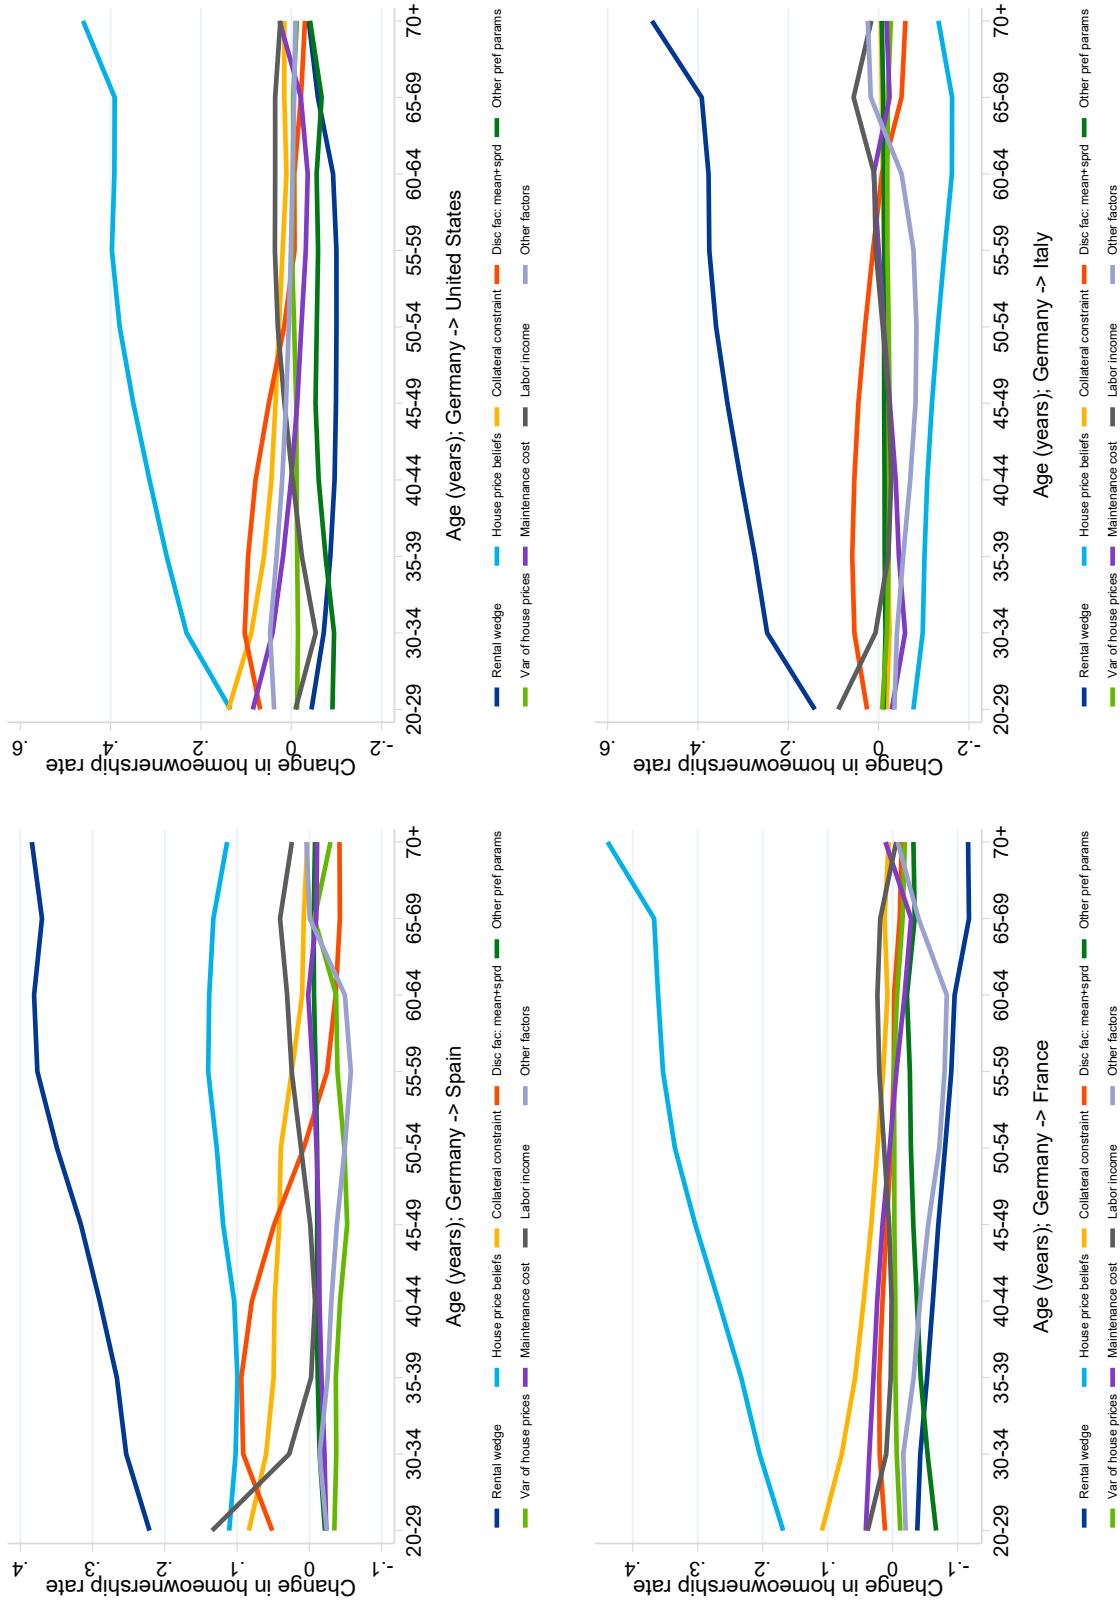 Change in homeownership rate
.4
.3
.2
.1
0
-.1
20-29 30-34 35-39 40-44 45-49 50-54 55-59 60-64 65-69 70+
Age (years); Germany -> Spain
Rental wedge House price beliefs Collateral constraint Disc fac: mean+sprd Other pref params
Var of house prices Maintenance cost Labor income Other factors
Change in homeownership rate
.6
.4
.2
0
-.2
20-29 30-34 35-39 40-44 45-49 50-54 55-59 60-64 65-69 70+
Age (years); Germany -> United States
Rental wedge House price beliefs Collateral constraint Disc fac: mean+sprd Other pref params
Var of house prices Maintenance cost Labor income Other factors
Change in homeownership rate
.4
.3
.2
.1
0
-.1
20-29 30-34 35-39 40-44 45-49 50-54 55-59 60-64 65-69 70+
Age (years); Germany -> France
Rental wedge House price beliefs Collateral constraint Disc fac: mean+sprd Other pref params
Var of house prices Maintenance cost Labor income Other factors
Change in homeownership rate
.6
.4
.2
0
-.2
20-29 30-34 35-39 40-44 45-49 50-54 55-59 60-64 65-69 70+
Age (years); Germany -> Italy
Rental wedge House price beliefs Collateral constraint Disc fac: mean+sprd Other pref params
Var of house prices Maintenance cost Labor income Other factors